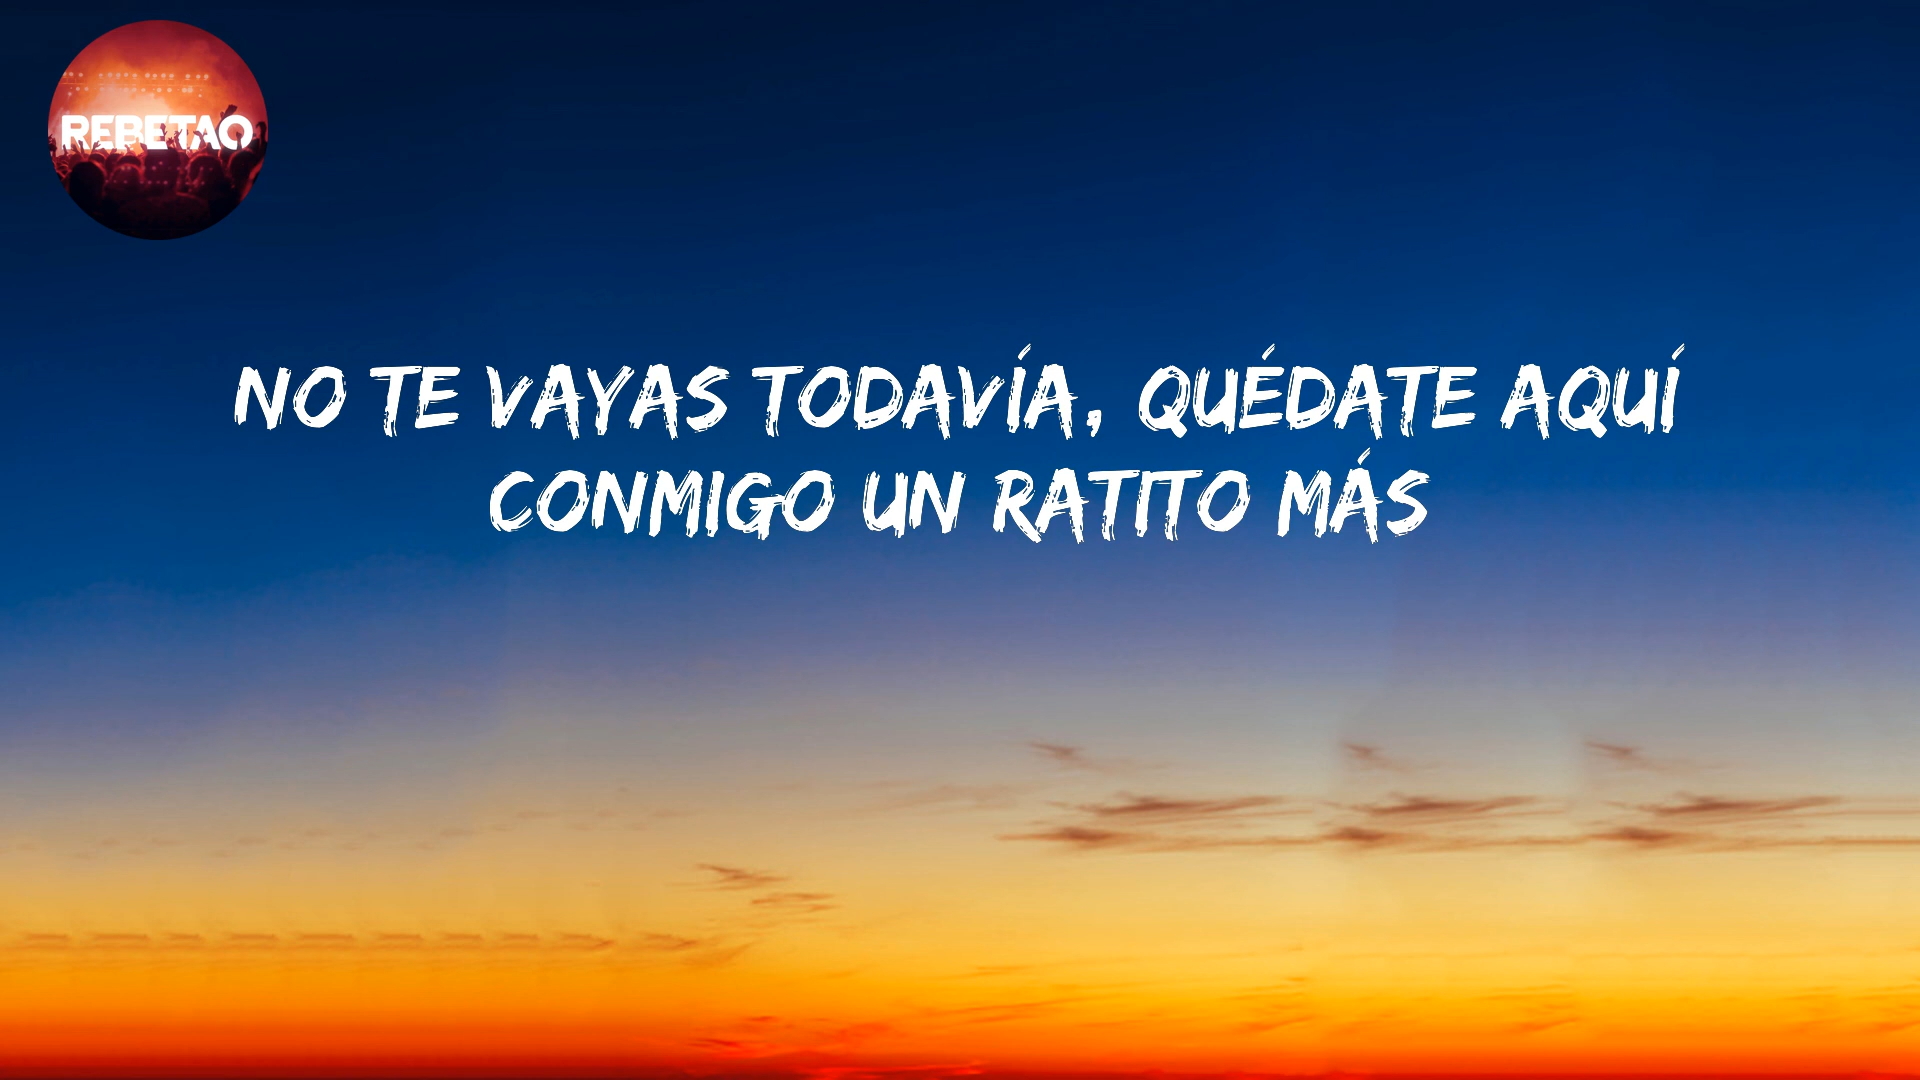 REBETAO
NO TE VAYAS TODAVÍA, QUÉDATE AQUÍ
CONMIGO UN RATITO MÁS